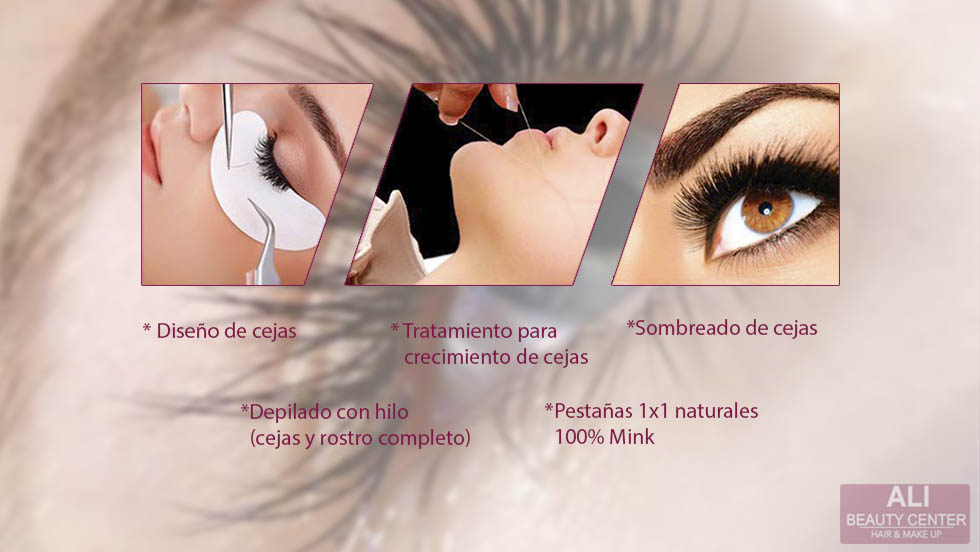 * Diseño de cejas
* Tratamiento para
crecimiento de cejas
*Sombreado de cejas
*Depilado con hilo
(cejas y rostro completo)
*Pestañas 1x1 naturales
100% Mink
ALI
BEAUTY CENTER
HAIR & MAKE UP